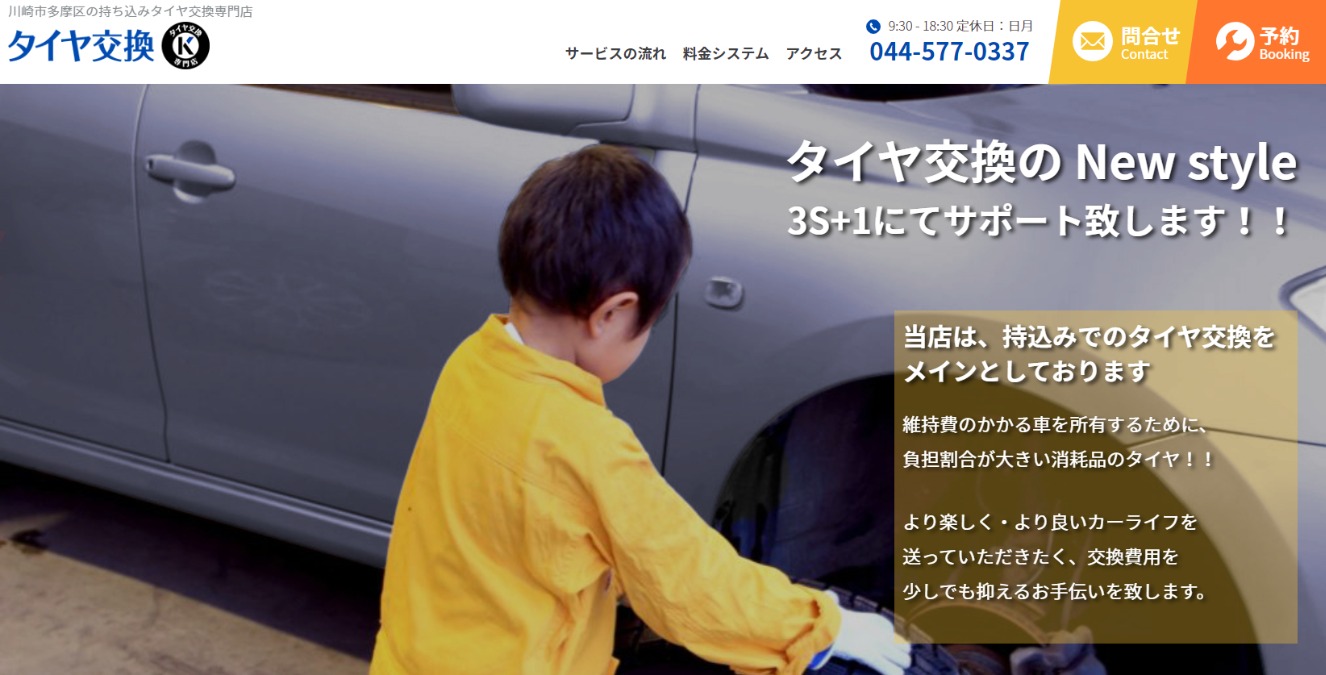 川崎市多摩区の持ち込みタイヤ交換専門店
タイヤ交換
タイヤ交換
K
専門店
サービスの流れ 料金システム アクセス
9:30 - 18:30 定休日：日月
044-577-0337
問合せ
Contact
予約
Booking
タイヤ交換の New style
3S+1にてサポート致します！！
当店は、持込みでのタイヤ交換を
メインとしております
維持費のかかる車を所有するために、
負担割合が大きい消耗品のタイヤ！！
より楽しく・より良いカーライフを
送っていただきたく、交換費用を
少しでも抑えるお手伝いを致します。